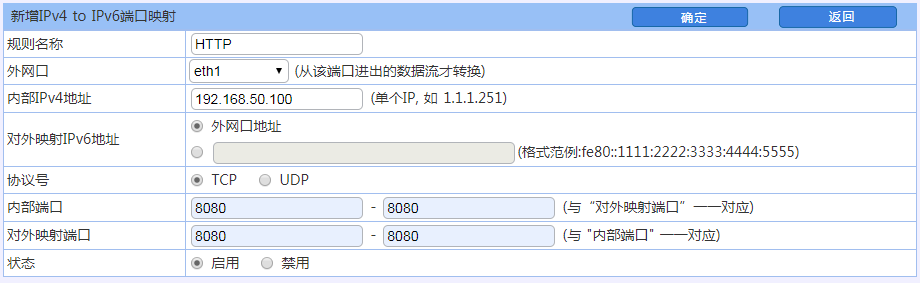 新增IPv4 to IPv6端口映射 确定 返回
规则名称 HTTP
外网口 eth1 (从该端口进出的数据流才转换)
内部IPv4地址 192.168.50.100 (单个IP, 如 1.1.1.251)
对外映射IPv6地址 外网口地址
(格式范例:fe80::1111:2222:3333:4444:5555)
协议号 TCP UDP
内部端口 8080 - 8080 (与“对外映射端口”一一对应)
对外映射端口 8080 - 8080 (与 "内部端口" 一一对应)
状态 启用 禁用